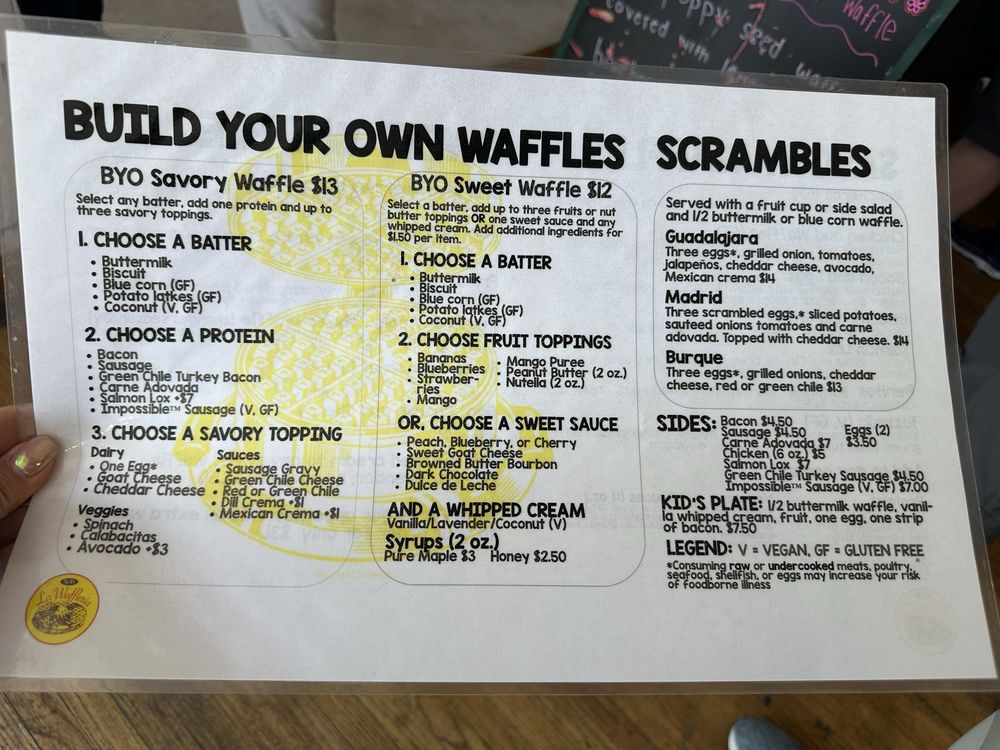 waffle
poppy seed
covered
BUILD YOUR OWN WAFFLES
BYO Savory Waffle $13
Select any batter, add one protein and up to
three savory toppings.
1. CHOOSE A BATTER
• Buttermilk
• Biscuit
• Blue corn (GF)
• Potato latkes (GF)
• Coconut (V, GF)
2. CHOOSE A PROTEIN
• Bacon
• Sausage
• Green Chile Turkey Bacon
• Carne Adovada
• Salmon Lox +$7
• Impossible™ Sausage (V, GF)
3. CHOOSE A SAVORY TOPPING
Dairy
• One Egg*
• Goat Cheese
• Cheddar Cheese
Veggies
• Spinach
• Calabacitas
• Avocado +$3
Sauces
• Sausage Gravy
• Green Chile Cheese
• Red or Green Chile
• Dill Crema +$1
• Mexican Crema +$1
BYO Sweet Waffle $12
Select a batter, add up to three fruits or nut
butter toppings OR one sweet sauce and any
whipped cream. Add additional ingredients for
$1.50 per item.
1. CHOOSE A BATTER
• Buttermilk
• Biscuit
• Blue corn (GF)
• Potato latkes (GF)
• Coconut (V, GF)
2. CHOOSE FRUIT TOPPINGS
• Bananas
• Blueberries
• Strawber-
ries
• Mango
• Mango Puree
• Peanut Butter (2 oz.)
• Nutella (2 oz.)
OR, CHOOSE A SWEET SAUCE
• Peach, Blueberry, or Cherry
• Sweet Goat Cheese
• Browned Butter Bourbon
• Dark Chocolate
• Dulce de Leche
AND A WHIPPED CREAM
Vanilla/Lavender/Coconut (V)
Syrups (2 oz.)
Pure Maple $3 Honey $2.50
SCRAMBLES
Served with a fruit cup or side salad
and 1/2 buttermilk or blue corn waffle.
Guadalajara
Three eggs*, grilled onion, tomatoes,
jalapeños, cheddar cheese, avocado,
Mexican crema $14
Madrid
Three scrambled eggs,* sliced potatoes,
sauteed onions tomatoes and carne
adovada. Topped with cheddar cheese. $14
Burque
Three eggs*, grilled onions, cheddar
cheese, red or green chile $13
SIDES: Bacon $4.50
Sausage $4.50
Carne Adovada $7
Chicken (6 oz.) $5
Salmon Lox $7
Green Chile Turkey Sausage $4.50
Impossible™ Sausage (V, GF) $7.00
Eggs (2)
$3.50
KID'S PLATE: 1/2 buttermilk waffle, vanil-
la whipped cream, fruit, one egg, one strip
of bacon. $7.50
LEGEND: V = VEGAN, GF = GLUTEN FREE
*Consuming raw or undercooked meats, poultry,
seafood, shellfish, or eggs may increase your risk
of foodborne illness
La Waffleria